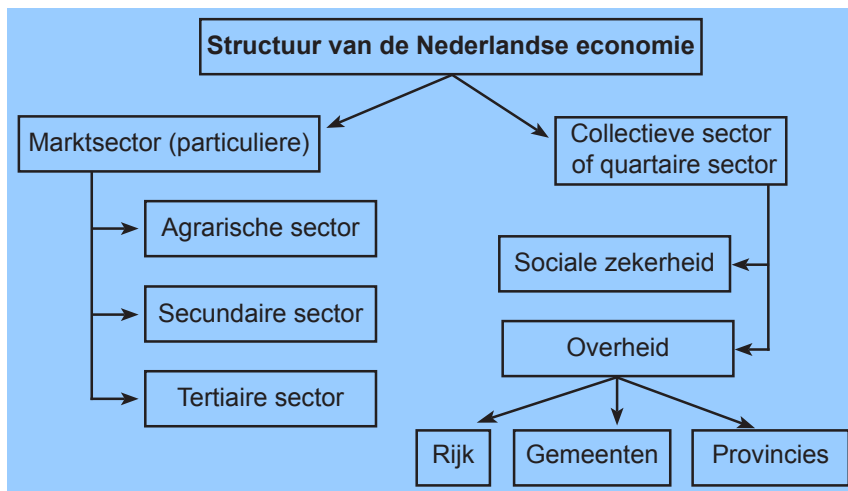 Structuur van de Nederlandse economie
Marktsector (particuliere)
Collectieve sector
of quartaire sector
Agrarische sector
Sociale zekerheid
Secundaire sector
Overheid
Tertiaire sector
Rijk
Gemeenten
Provincies